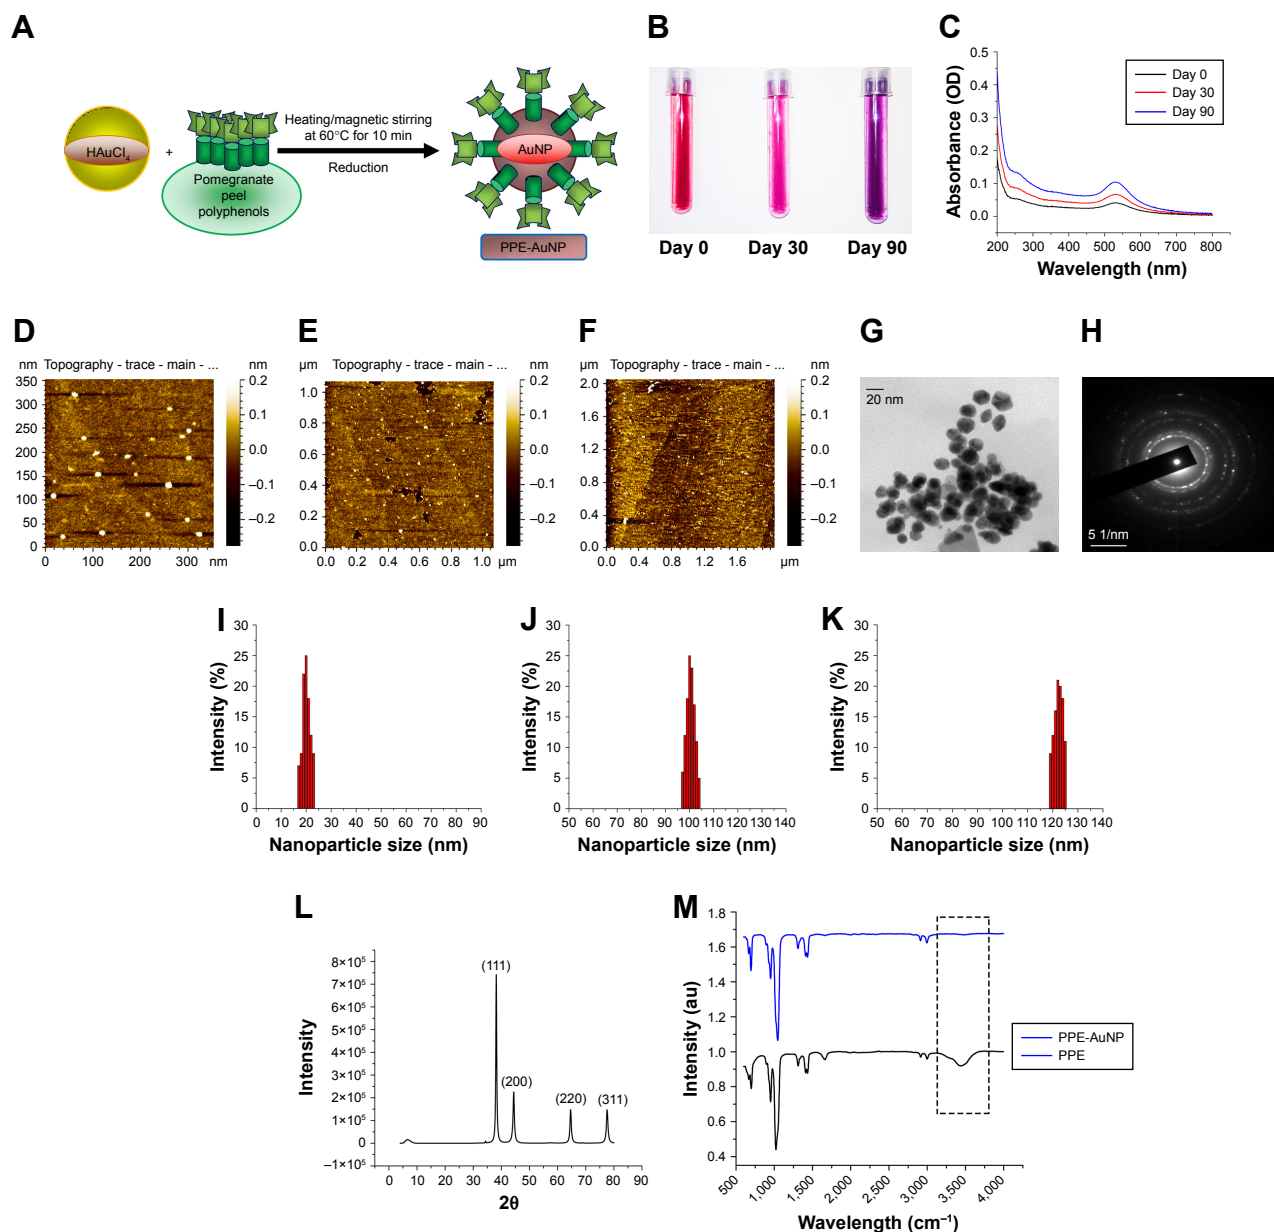 A
HAuCl₄
+
Pomegranate
peel
polyphenols
Heating/magnetic stirring
at 60°C for 10 min
Reduction
AuNP
PPE-AuNP
B
Day 0
Day 30
Day 90
C
Absorbance (OD)
0.5
0.4
0.3
0.2
0.1
0.0
200
300
400
500
600
700
800
Wavelength (nm)
Day 0
Day 30
Day 90
D
nm
Topography - trace - main - ...
nm
350
300
250
200
150
100
50
0
0
100
200
nm
0.2
0.1
0.0
–0.1
–0.2
E
µm
Topography - trace - main - ...
nm
1.0
0.8
0.6
0.4
0.2
0.0
0.0
0.2
0.4
0.6
0.8
1.0
µm
0.2
0.1
0.0
–0.1
–0.2
F
µm
Topography - trace - main - ...
nm
2.0
1.8
1.6
1.4
1.2
1.0
0.8
0.6
0.4
0.2
0.0
0.0
0.4
0.8
1.2
1.6
µm
0.2
0.1
0.0
–0.1
–0.2
G
20 nm
H
5 1/nm
I
Intensity (%)
30
25
20
15
10
5
0
0
10
20
30
40
50
60
70
80
90
Nanoparticle size (nm)
J
Intensity (%)
30
25
20
15
10
5
0
50
60
70
80
90
100
110
120
130
140
Nanoparticle size (nm)
K
Intensity (%)
30
25
20
15
10
5
0
50
60
70
80
90
100
110
120
130
140
Nanoparticle size (nm)
L
Intensity
8×10⁵
7×10⁵
6×10⁵
5×10⁵
4×10⁵
3×10⁵
2×10⁵
1×10⁵
0
–1×10⁵
(111)
(200)
(220)
(311)
0
10
20
30
40
50
60
70
80
90
2θ
M
Intensity (au)
1.8
1.6
1.4
1.2
1.0
0.8
0.6
0.4
500
1,000
1,500
2,000
2,500
3,000
3,500
4,000
Wavelength (cm⁻¹)
PPE-AuNP
PPE